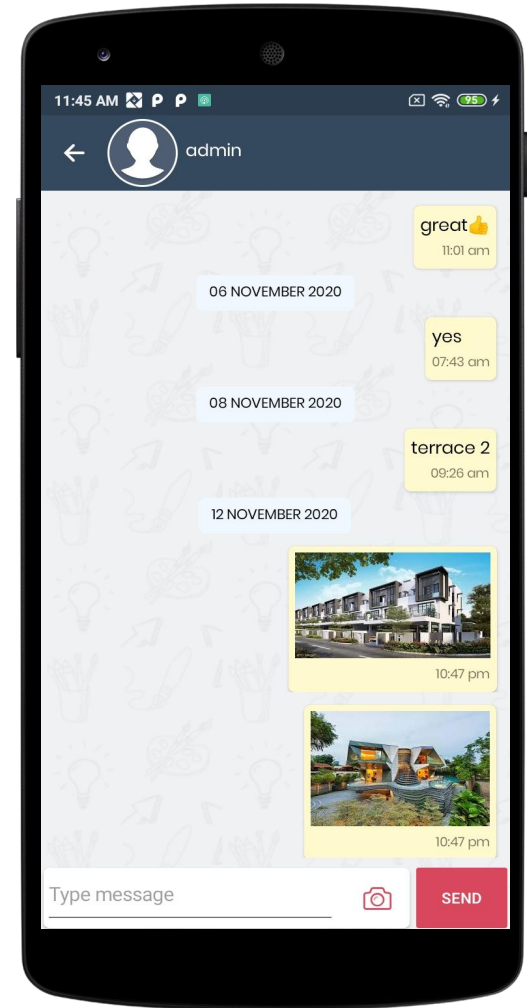 11:45 AM P P 95
admin
great👍
11:01 am
06 NOVEMBER 2020
yes
07:43 am
08 NOVEMBER 2020
terrace 2
09:26 am
12 NOVEMBER 2020
10:47 pm
10:47 pm
Type message
SEND